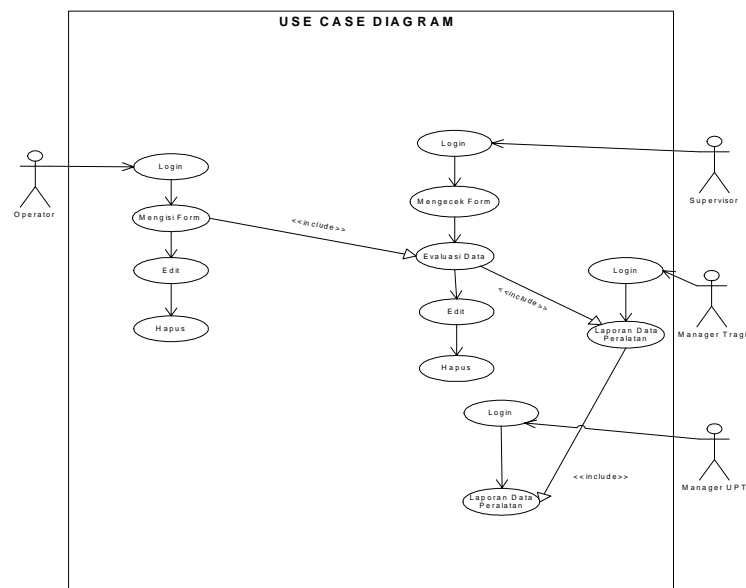 USE CASE DIAGRAM
Login
Login
Operator
Supervisor
Mengisi Form
Mengecek Form
<<include>>
Evaluasi Data
Edit
Login
<<include>>
Edit
Hapus
Laporan Data
Peralatan
Manager Tragi
Hapus
Login
<<include>>
Manager UPT
Laporan Data
Peralatan